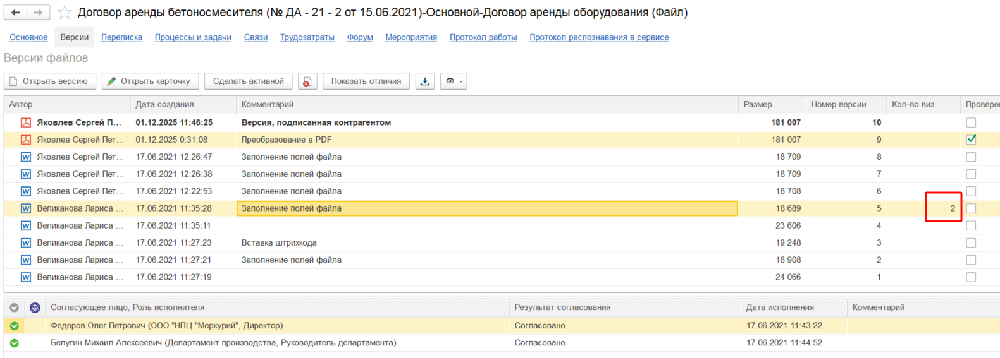 Договор аренды бетоносмесителя (№ ДА - 21 - 2 от 15.06.2021)-Основной-Договор аренды оборудования (Файл)
Основное Версии Переписка Процессы и задачи Связи Трудозатраты Форум Мероприятия Протокол работы Протокол распознавания в сервисе
Версии файлов
Открыть версию Открыть карточку Сделать активной Показать отличия
Автор Дата создания Комментарий Размер Номер версии Кол-во виз
Яковлев Сергей П... 01.12.2025 11:46:25 Версия, подписанная контрагентом 181 007 10
Яковлев Сергей Пет... 01.12.2025 0:31:08 Преобразование в PDF 181 007 9
Яковлев Сергей Пет... 17.06.2021 12:26:47 Заполнение полей файла 18 709 8
Яковлев Сергей Пет... 17.06.2021 12:26:38 Заполнение полей файла 18 709 7
Яковлев Сергей Пет... 17.06.2021 12:22:53 Заполнение полей файла 18 708 6
Великанова Лариса ... 17.06.2021 11:35:28 Заполнение полей файла 18 689 5 2
Великанова Лариса ... 17.06.2021 11:35:11 23 606 4
Великанова Лариса ... 17.06.2021 11:27:23 Вставка штрихкода 19 248 3
Великанова Лариса ... 17.06.2021 11:27:21 Заполнение полей файла 18 908 2
Великанова Лариса ... 17.06.2021 11:27:19 24 066 1
Согласующее лицо, Роль исполнителя Результат согласования Дата исполнения Комментарий
Федоров Олег Петрович (ООО "НПЦ "Меркурий", Директор) Согласовано 17.06.2021 11:43:22
Белугин Михаил Алексеевич (Департамент производства, Руководитель департамента) Согласовано 17.06.2021 11:44:52